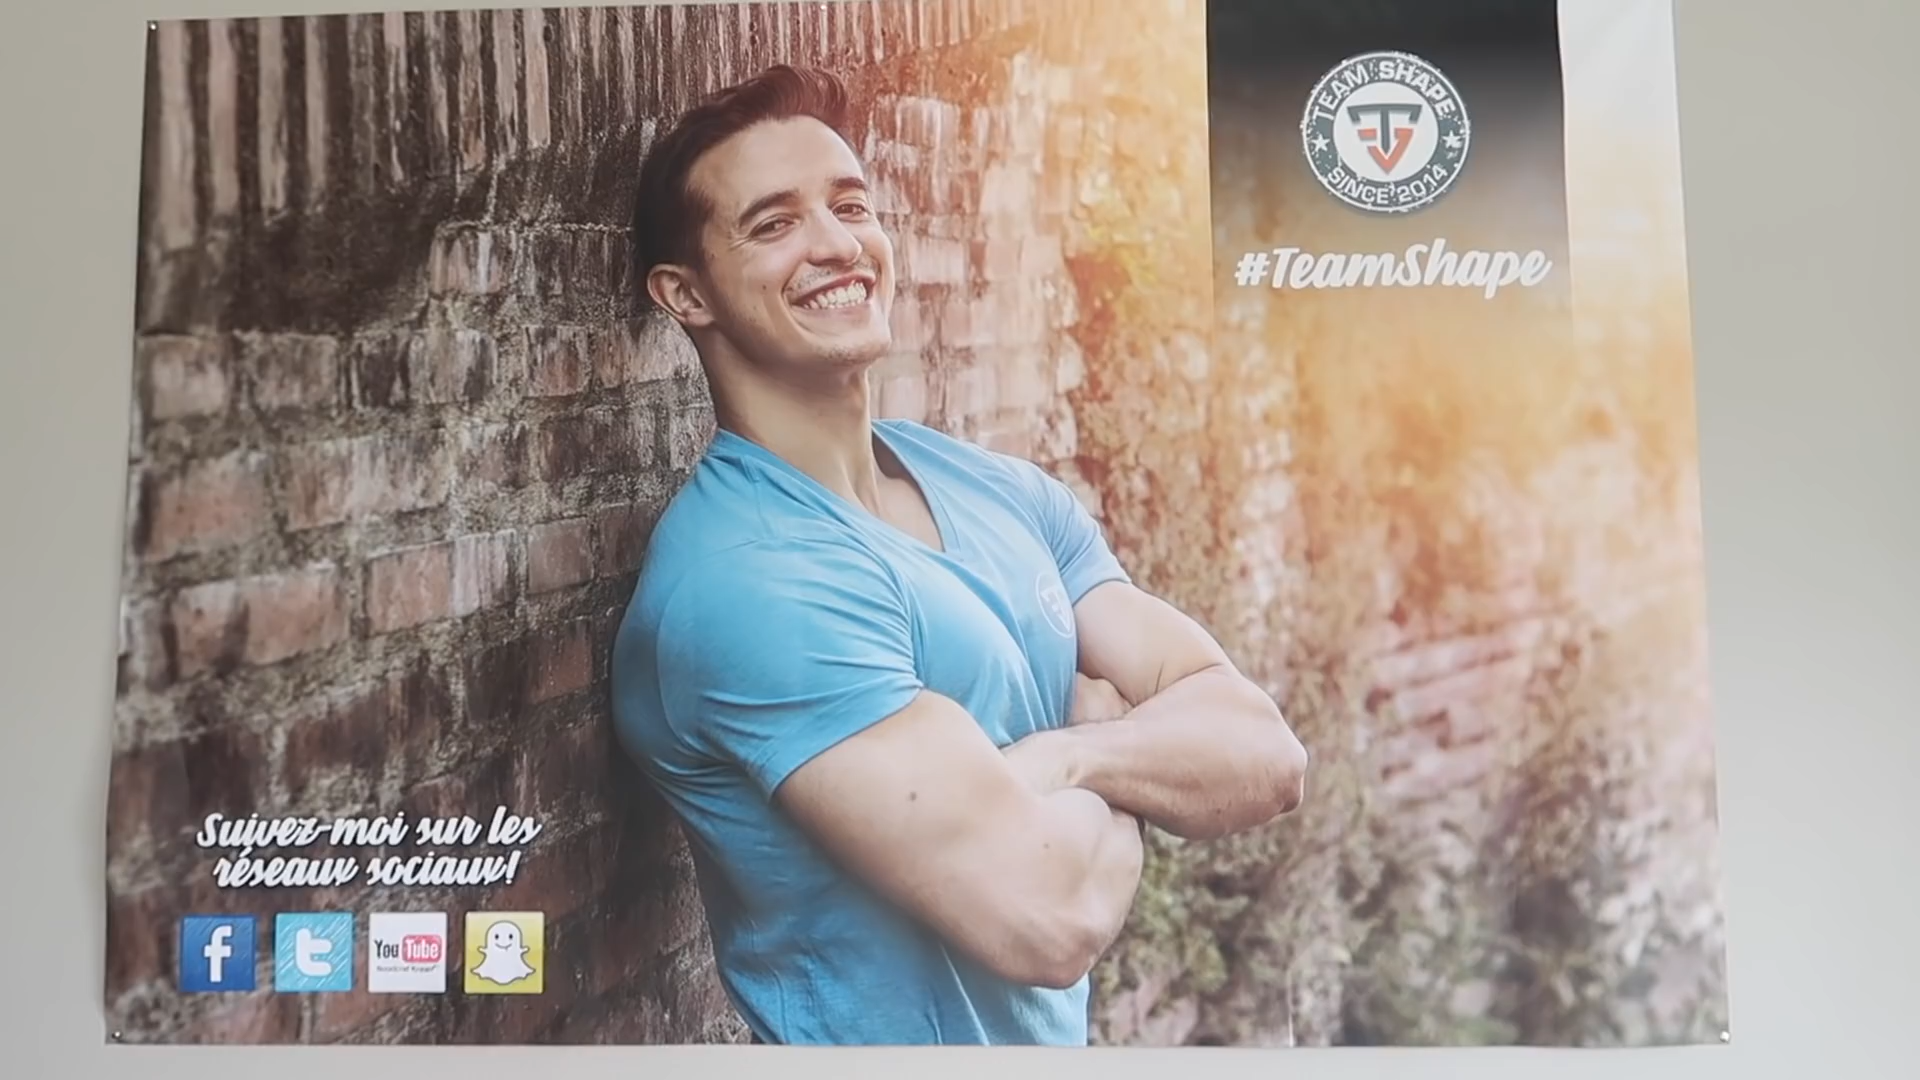 TEAM SHAPE
SINCE 2014
#TeamShape
Suivez-moi sur les
réseaux sociaux!
f
t
You Tube